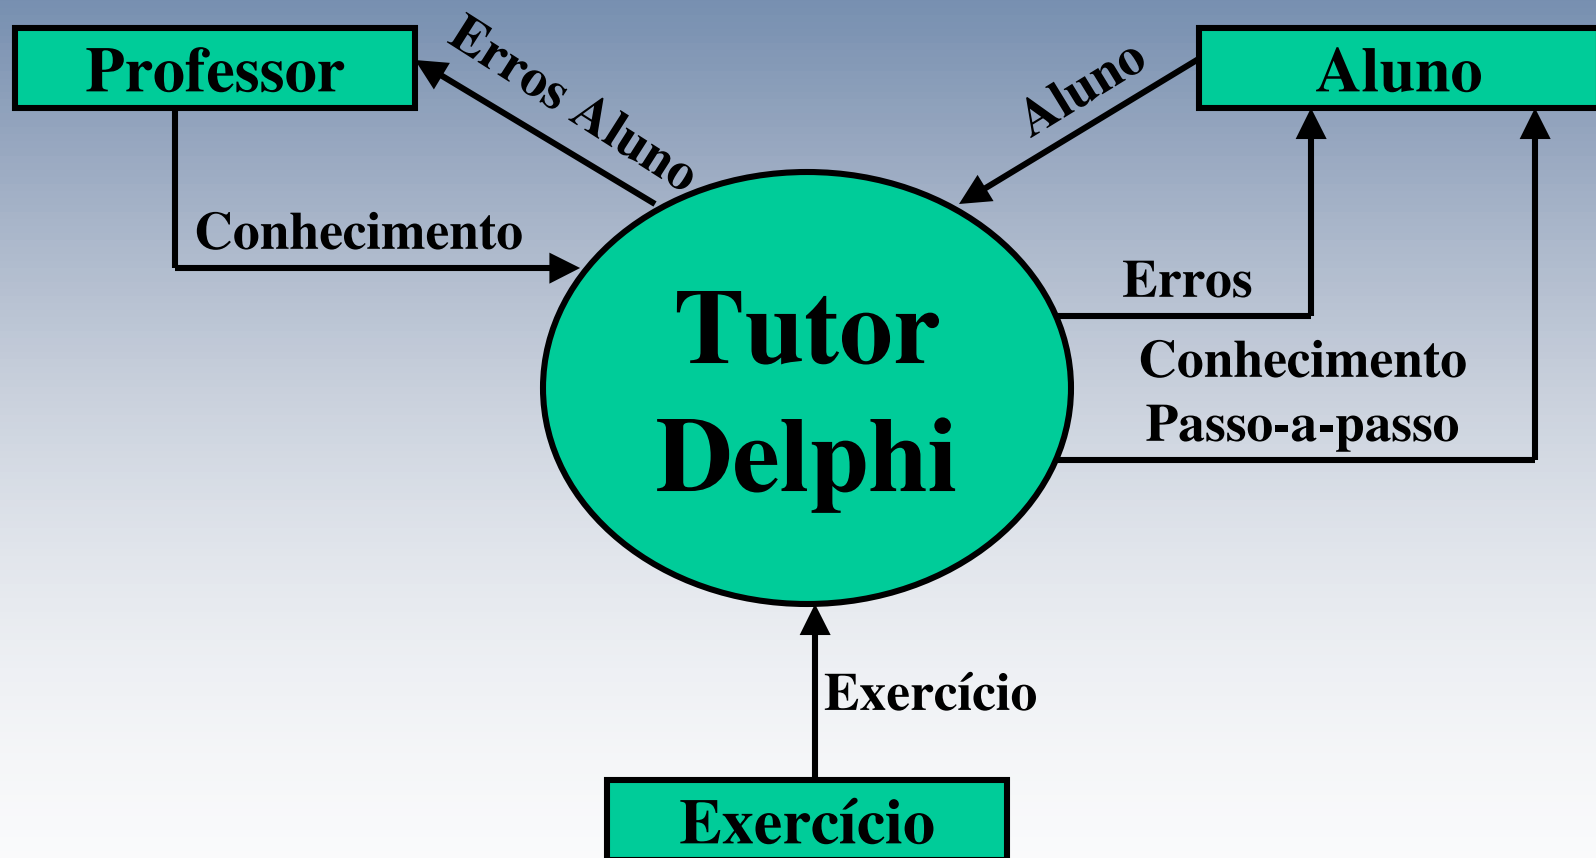 Professor
Erros Aluno
Aluno
Aluno
Conhecimento
Erros
Tutor
Delphi
Conhecimento
Passo-a-passo
Exercício
Exercício